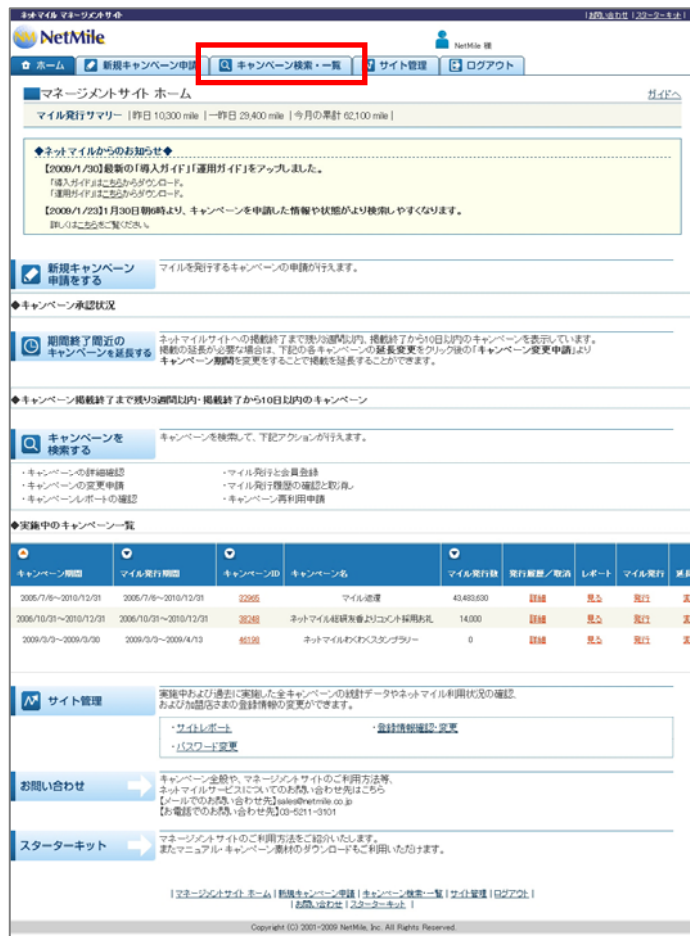 ネットマイル マネージメントサイト
| お問い合わせ | スターターキット |
NetMile
NetMile 様
ホーム 新規キャンペーン申請 キャンペーン検索・一覧 サイト管理 ログアウト
マネージメントサイト ホーム ガイドへ
マイル発行サマリー | 昨日 10,300 mile | 一昨日 29,400 mile | 今月の累計 62,100 mile |
◆ネットマイルからのお知らせ◆
【2009/1/30】最新の「導入ガイド」「運用ガイド」をアップしました。
「導入ガイド」はこちらからダウンロード。
「運用ガイド」はこちらからダウンロード。
【2009/1/23】1月30日朝6時より、キャンペーンを申請した情報や状態がより検索しやすくなります。
詳しくはこちらをご覧ください。
新規キャンペーン
申請をする
マイルを発行するキャンペーンの申請が行えます。
◆キャンペーン承認状況
期間終了間近の
キャンペーンを延長する
ネットマイルサイトへの掲載終了まで残り3週間以内、掲載終了から10日以内のキャンペーンを表示しています。
掲載の延長が必要な場合は、下記の各キャンペーンの延長変更をクリック後の「キャンペーン変更申請」より
キャンペーン期間を変更をすることで掲載を延長することができます。
◆キャンペーン掲載終了まで残り3週間以内・掲載終了から10日以内のキャンペーン
キャンペーンを
検索する
キャンペーンを検索して、下記アクションが行えます。
・キャンペーンの詳細確認 ・マイル発行と会員登録
・キャンペーンの変更申請 ・マイル発行履歴の確認と取消し
・キャンペーンレポートの確認 ・キャンペーン再利用申請
◆実施中のキャンペーン一覧
キャンペーン期間 マイル発行期間 キャンペーンID キャンペーン名 マイル発行数 発行履歴/取消 レポート マイル発行
2005/7/6～2010/12/31 2005/7/6～2010/12/31 22965 マイル返還 43,483,630 詳細 見る 発行
2006/10/31～2010/12/31 2006/10/31～2010/12/31 38248 ネットマイル総研友番よりコメント採用お礼 14,000 詳細 見る 発行
2009/3/3～2009/3/30 2009/3/3～2009/4/13 46198 ネットマイルわくわくスタンプラリー 0 詳細 見る 発行
サイト管理
実施中および過去に実施した全キャンペーンの統計データやネットマイル利用状況の確認、
および加盟店さまの登録情報の変更ができます。
・サイトレポート ・登録情報確認・変更
・パスワード変更
お問い合わせ
キャンペーン全般や、マネージメントサイトのご利用方法等、
ネットマイルサービスについてのお問い合わせ先はこちら
【メールでのお問い合わせ先】sales@netmile.co.jp
【お電話でのお問い合わせ先】03-5211-3101
スターターキット
マネージメントサイトのご利用方法をご紹介いたします。
またマニュアル・キャンペーン素材のダウンロードもご利用いただけます。
| マネージメントサイト ホーム | 新規キャンペーン申請 | キャンペーン検索・一覧 | サイト管理 | ログアウト |
| お問い合わせ | スターターキット |
Copyright (C) 2001-2009 NetMile, Inc. All Rights Reserved.